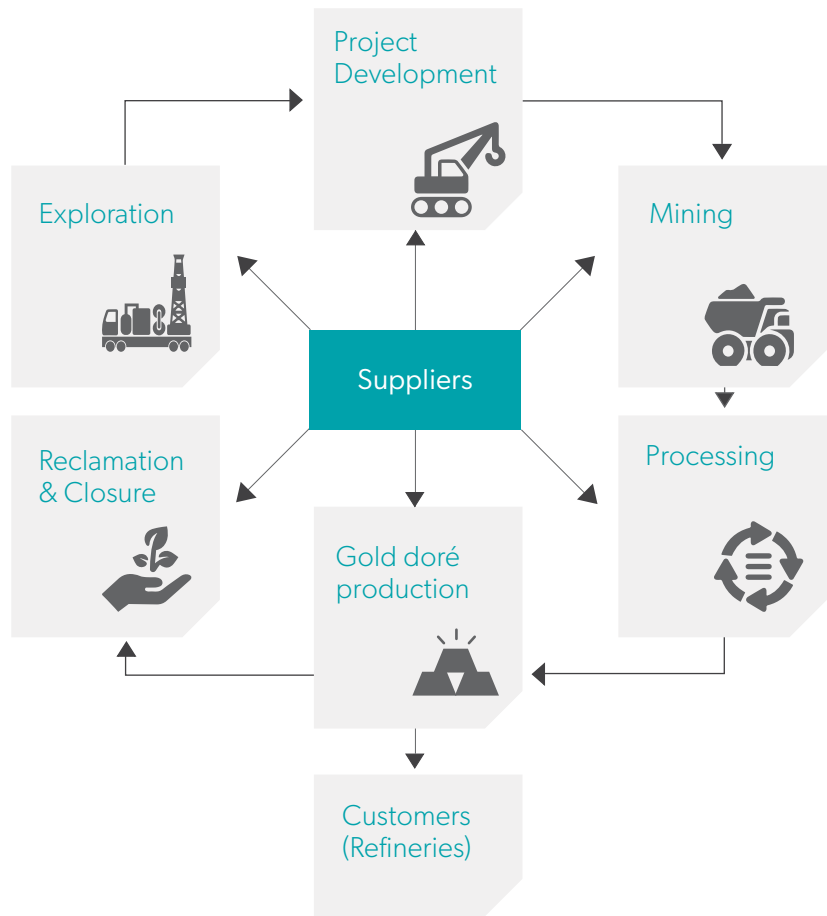 Project
Development
Exploration
Mining
Suppliers
Reclamation
& Closure
Processing
Gold doré
production
Customers
(Refineries)